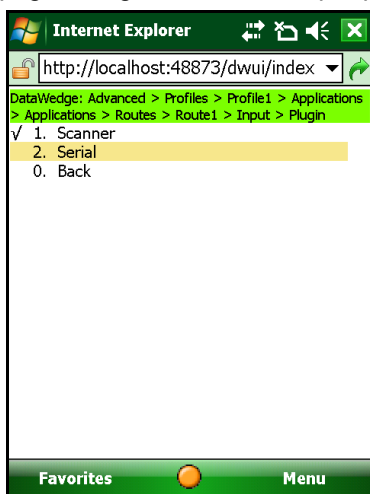 Internet Explorer
http://localhost:48873/dwui/index
DataWedge: Advanced > Profiles > Profile1 > Applications
> Applications > Routes > Route1 > Input > Plugin
√ 1. Scanner
2. Serial
0. Back
Favorites Menu